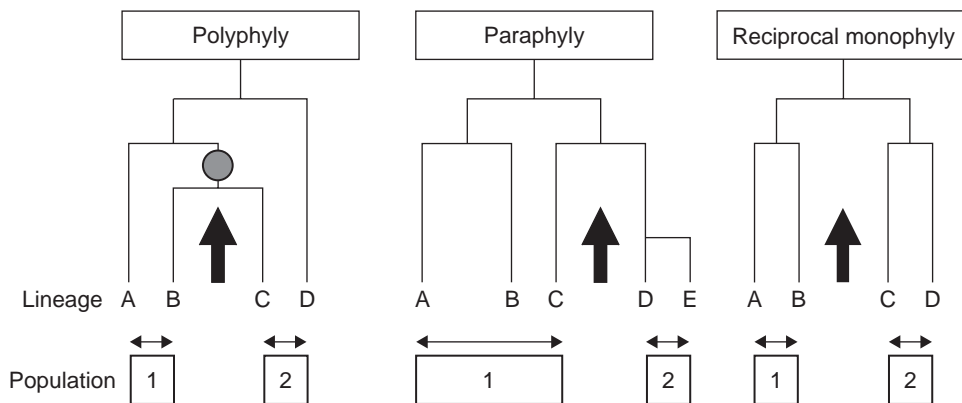 Polyphyly Paraphyly Reciprocal monophyly
Lineage A B C D A B C D E A B C D
Population 1 2 1 2 1 2